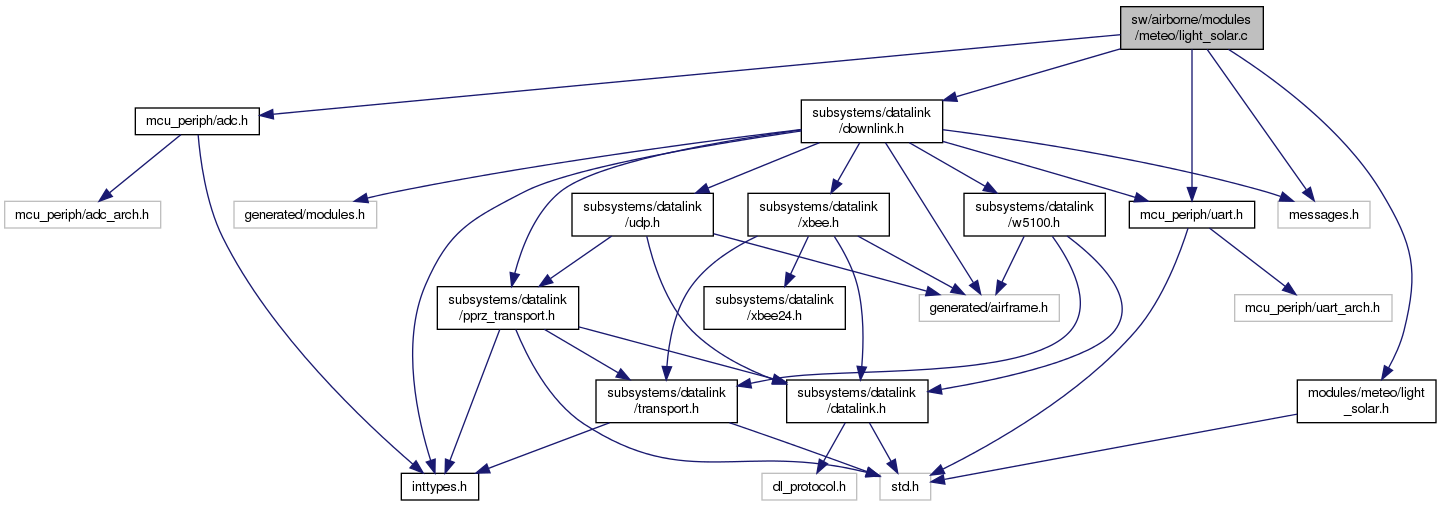 sw/airborne/modules
/meteo/light_solar.c
mcu_periph/adc.h
subsystems/datalink
/downlink.h
mcu_periph/adc_arch.h
generated/modules.h
subsystems/datalink
/udp.h
subsystems/datalink
/xbee.h
subsystems/datalink
/w5100.h
mcu_periph/uart.h
messages.h
subsystems/datalink
/pprz_transport.h
subsystems/datalink
/xbee24.h
generated/airframe.h
mcu_periph/uart_arch.h
subsystems/datalink
/transport.h
subsystems/datalink
/datalink.h
modules/meteo/light
_solar.h
inttypes.h
dl_protocol.h
std.h